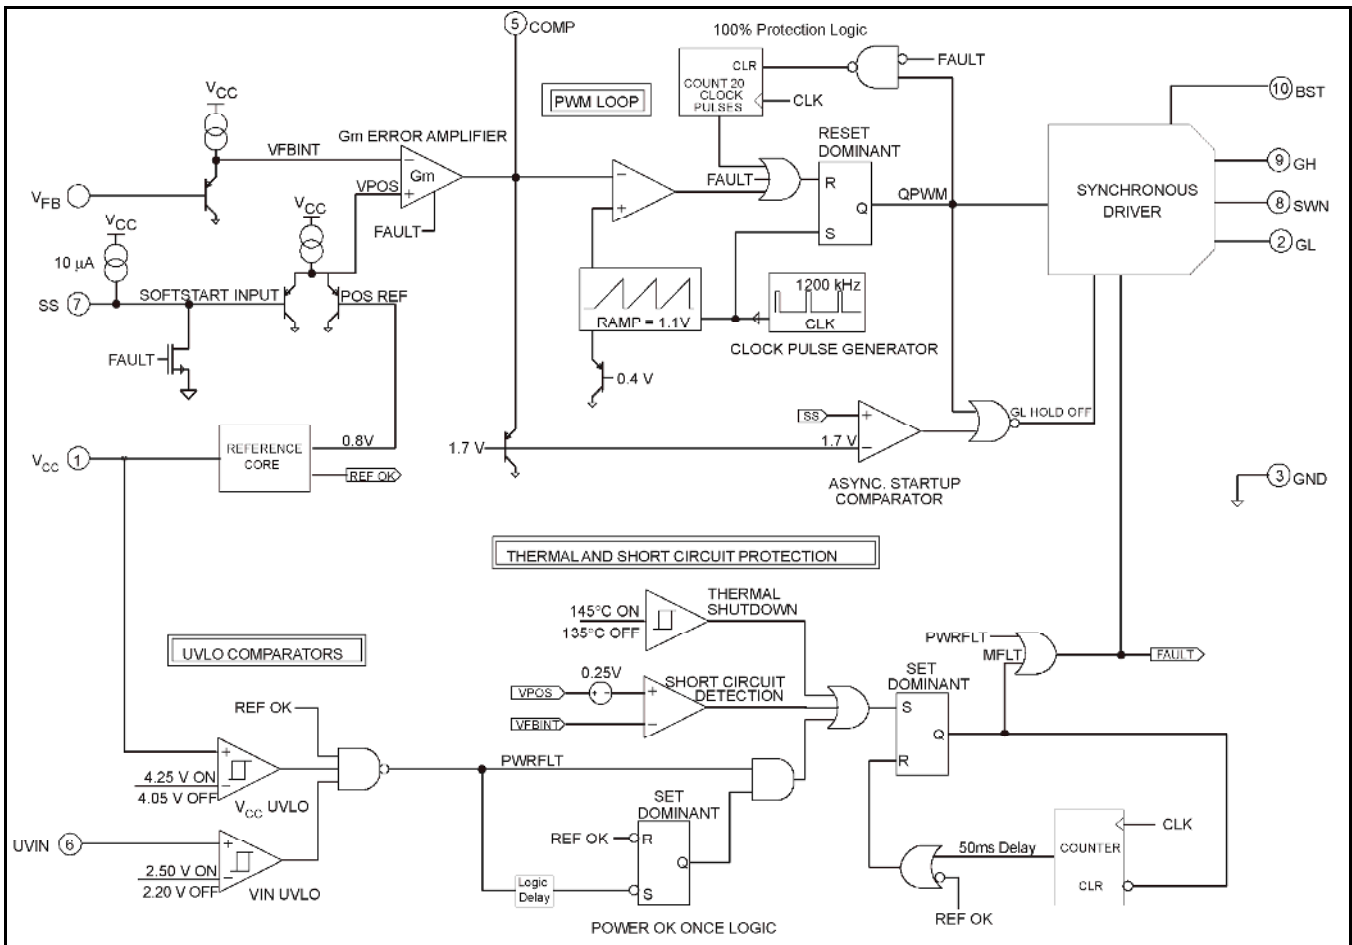 5 COMP
100% Protection Logic
CLR
COUNT 20
CLOCK
PULSES
CLK
FAULT
PWM LOOP
10 BST
VCC
Gm ERROR AMPLIFIER
VFBINT
−
Gm
VPOS
+
FAULT
VFB
VCC
VCC
10 µA
SS 7
SOFTSTART INPUT
POS REF
FAULT
−
+
FAULT
RESET
DOMINANT
R
Q
S
QPWM
SYNCHRONOUS
DRIVER
9 GH
8 SWN
2 GL
RAMP = 1.1V
1200 kHz
CLK
CLOCK PULSE GENERATOR
0.4 V
SS
+
1.7 V
−
GL HOLD OFF
ASYNC. STARTUP
COMPARATOR
1.7 V
VCC 1
REFERENCE
CORE
0.8V
REF OK
3 GND
THERMAL AND SHORT CIRCUIT PROTECTION
145°C ON
135°C OFF
THERMAL
SHUTDOWN
UVLO COMPARATORS
VPOS
0.25V
+ −
+
−
VFBINT
SHORT CIRCUIT
DETECTION
SET
DOMINANT
S
Q
R
PWRFLT
MFLT
FAULT
REF OK
+
−
4.25 V ON
4.05 V OFF
VCC UVLO
PWRFLT
UVIN 6
+
−
2.50 V ON
2.20 V OFF
VIN UVLO
SET
DOMINANT
REF OK
R
Q
S
Logic
Delay
POWER OK ONCE LOGIC
50ms Delay
REF OK
COUNTER
CLR
CLK